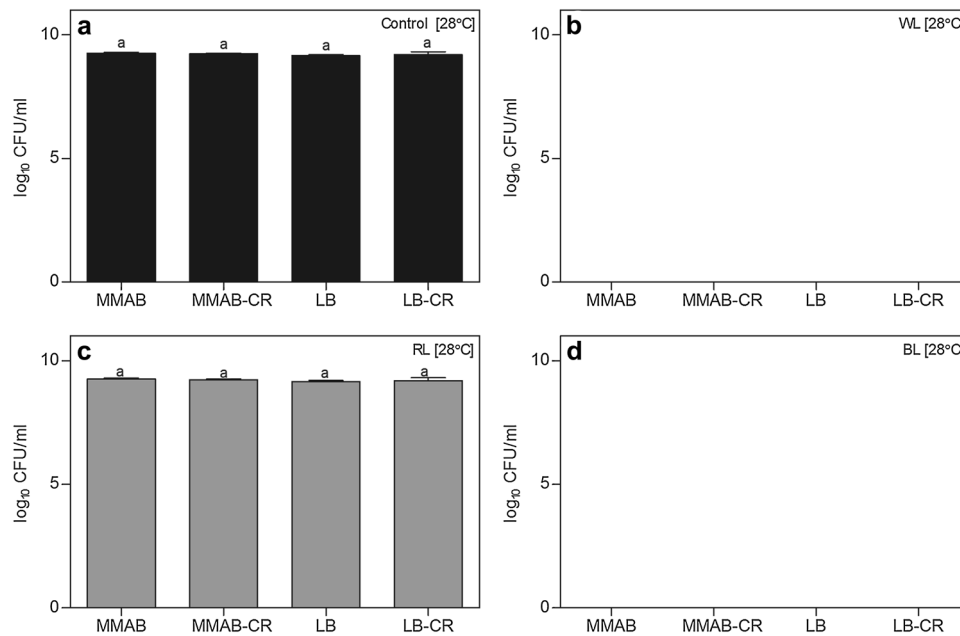 a
Control [28°C]
log10 CFU/ml
10
5
0
a
a
a
a
MMAB
MMAB-CR
LB
LB-CR
b
WL [28°C
log10 CFU/ml
10
5
0
MMAB
MMAB-CR
LB
LB-CR
c
RL [28°C]
log10 CFU/ml
10
5
0
a
a
a
a
MMAB
MMAB-CR
LB
LB-CR
d
BL [28°C
log10 CFU/ml
10
5
0
MMAB
MMAB-CR
LB
LB-CR